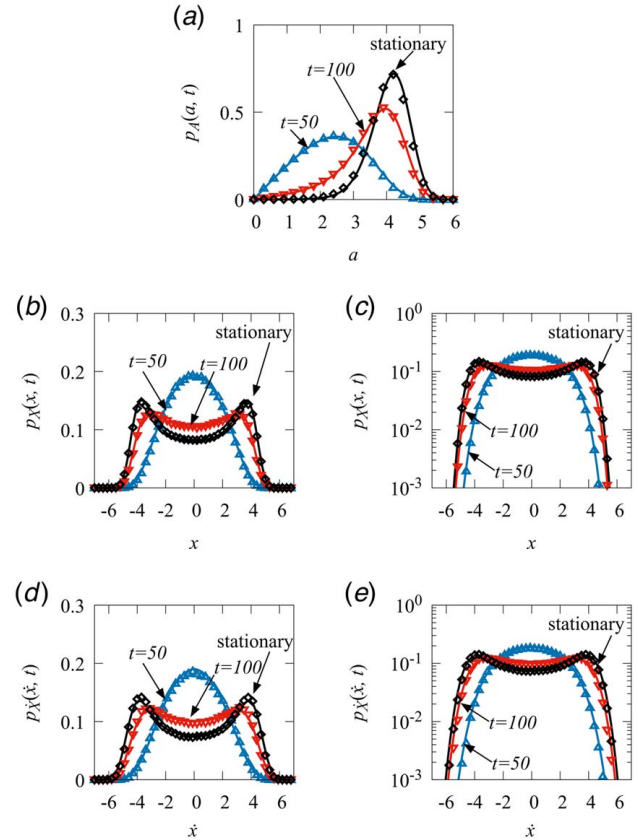 (a)
1
0.5
0
p_A(a, t)
t=50
t=100
stationary
0 1 2 3 4 5 6
a
(b)
0.3
0.2
0.1
0
p_X(x, t)
t=50
t=100
stationary
-6 -4 -2 0 2 4 6
x
(c)
10^0
10^-1
10^-2
10^-3
p_X(x, t)
stationary
t=100
t=50
-6 -4 -2 0 2 4 6
x
(d)
0.3
0.2
0.1
0
p_Ẋ(ẋ, t)
t=50
t=100
stationary
-6 -4 -2 0 2 4 6
ẋ
(e)
10^0
10^-1
10^-2
10^-3
p_Ẋ(ẋ, t)
stationary
t=100
t=50
-6 -4 -2 0 2 4 6
ẋ